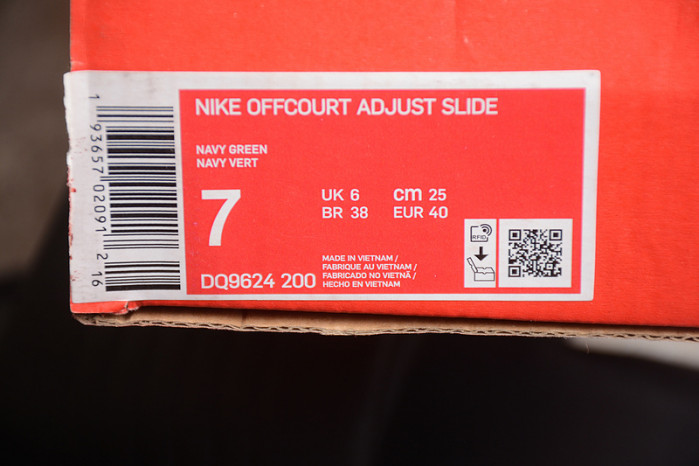 NIKE OFFCOURT ADJUST SLIDE
NAVY GREEN
NAVY VERT
7
UK 6 cm 25
BR 38 EUR 40
DQ9624 200
MADE IN VIETNAM /
FABRIQUE AU VIETNAM /
FABRICADO NO VIETNÃ /
HECHO EN VIETNAM
RFID
1 93657 02091 2 16